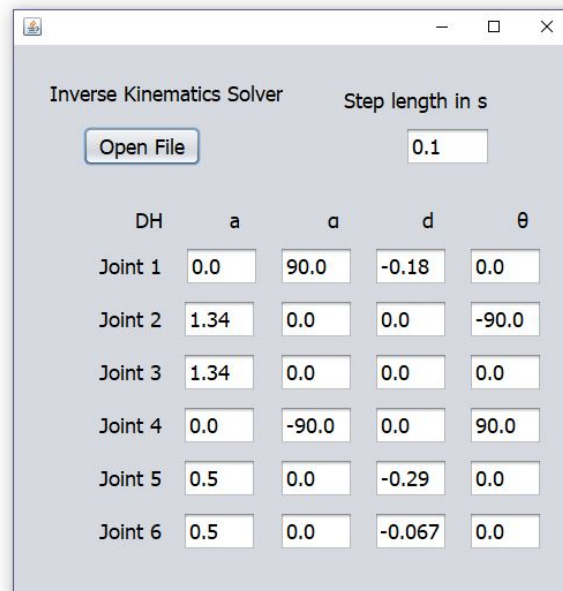 Inverse Kinematics Solver
Step length in s
Open File
0.1
DH a α d θ
Joint 1 0.0 90.0 -0.18 0.0
Joint 2 1.34 0.0 0.0 -90.0
Joint 3 1.34 0.0 0.0 0.0
Joint 4 0.0 -90.0 0.0 90.0
Joint 5 0.5 0.0 -0.29 0.0
Joint 6 0.5 0.0 -0.067 0.0